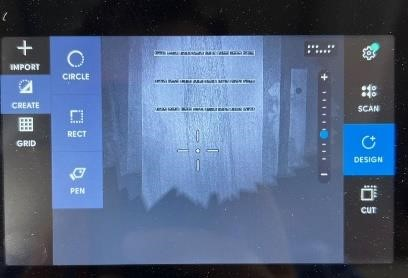 IMPORT
CREATE
GRID
CIRCLE
RECT
PEN
+
-
SCAN
DESIGN
CUT